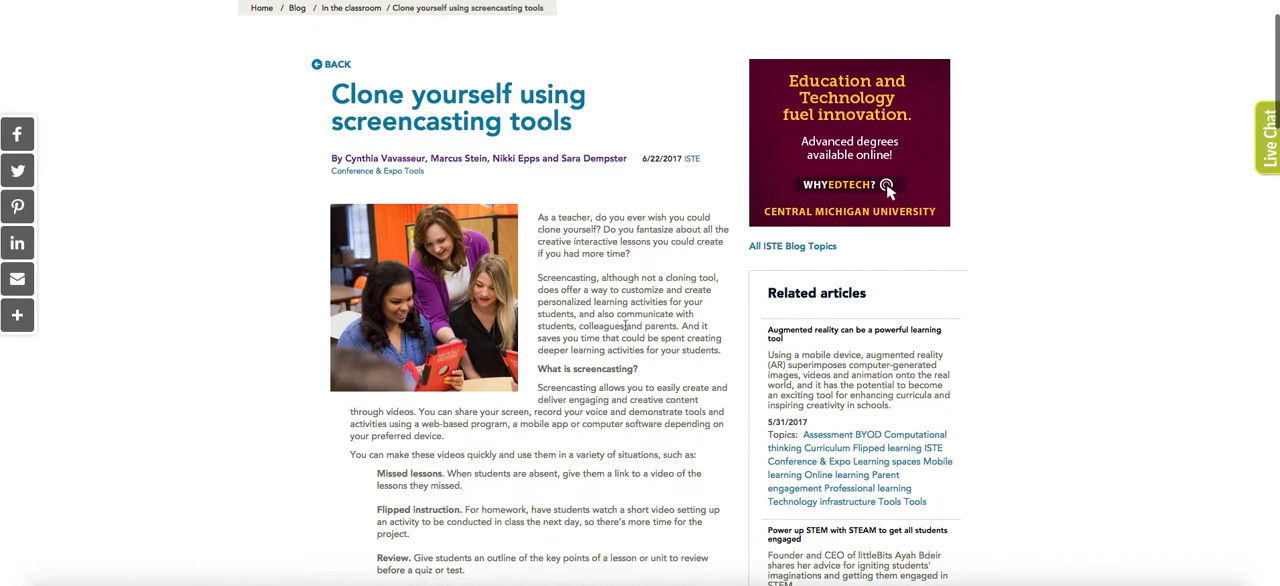 Home / Blog / In the classroom / Clone yourself using screencasting tools
BACK
Clone yourself using
screencasting tools
By Cynthia Vavasseur, Marcus Stein, Nikki Epps and Sara Dempster 6/22/2017 ISTE
Conference & Expo Tools
As a teacher, do you ever wish you could
clone yourself? Do you fantasize about all the
creative interactive lessons you could create
if you had more time?
Screencasting, although not a cloning tool,
does offer a way to customize and create
personalized learning activities for your
students, and also communicate with
students, colleagues and parents. And it
saves you time that could be spent creating
deeper learning activities for your students.
What is screencasting?
Screencasting allows you to easily create and
deliver engaging and creative content
through videos. You can share your screen, record your voice and demonstrate tools and
activities using a web-based program, a mobile app or computer software depending on
your preferred device.
You can make these videos quickly and use them in a variety of situations, such as:
Missed lessons. When students are absent, give them a link to a video of the
lessons they missed.
Flipped instruction. For homework, have students watch a short video setting up
an activity to be conducted in class the next day, so there's more time for the
project.
Review. Give students an outline of the key points of a lesson or unit to review
before a quiz or test.
Education and
Technology
fuel innovation.
Advanced degrees
available online!
WHYEDTECH?
CENTRAL MICHIGAN UNIVERSITY
All ISTE Blog Topics
Related articles
Augmented reality can be a powerful learning
tool
Using a mobile device, augmented reality
(AR) superimposes computer-generated
images, videos and animation onto the real
world, and it has the potential to become
an exciting tool for enhancing curricula and
inspiring creativity in schools.
5/31/2017
Topics: Assessment BYOD Computational
thinking Curriculum Flipped learning ISTE
Conference & Expo Learning spaces Mobile
learning Online learning Parent
engagement Professional learning
Technology infrastructure Tools Tools
Power up STEM with STEAM to get all students
engaged
Founder and CEO of littleBits Ayah Bdeir
shares her advice for igniting students'
imaginations and getting them engaged in
STEM
Live Chat